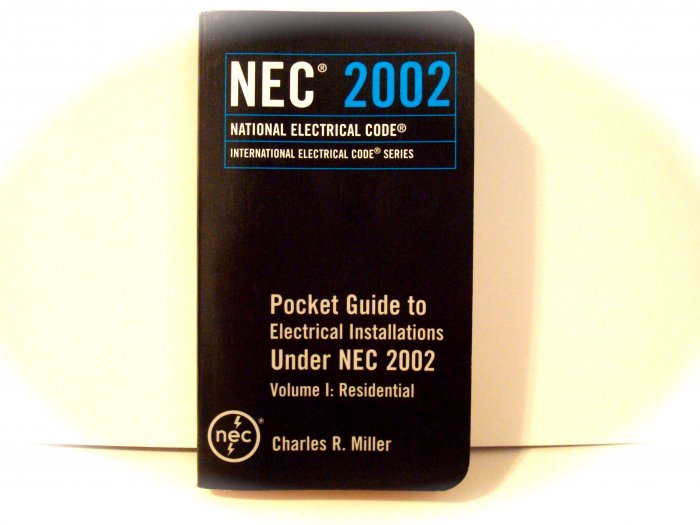 NEC® 2002
NATIONAL ELECTRICAL CODE®
INTERNATIONAL ELECTRICAL CODE® SERIES
Pocket Guide to
Electrical Installations
Under NEC 2002
Volume I: Residential
nec®
Charles R. Miller